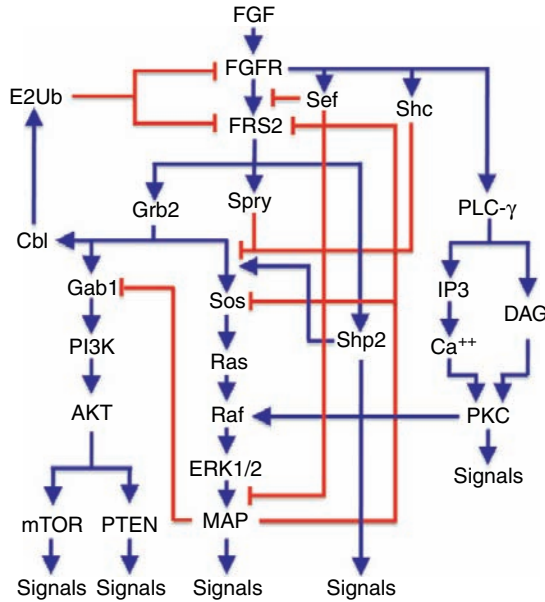 FGF
FGFR
E2Ub
Sef
Shc
FRS2
Grb2
Spry
PLC-γ
Cbl
Gab1
Sos
IP3
DAG
PI3K
Ras
Shp2
Ca++
AKT
Raf
PKC
ERK1/2
Signals
mTOR
PTEN
MAP
Signals
Signals
Signals
Signals